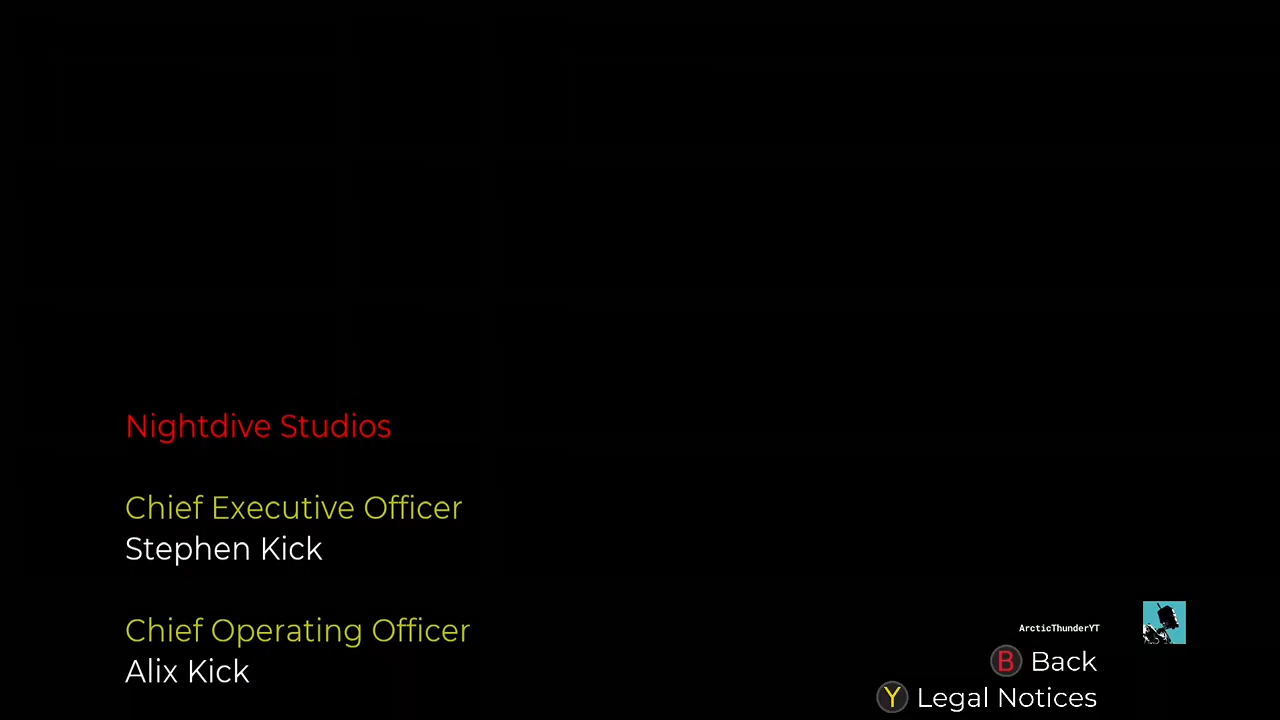 Nightdive Studios
Chief Executive Officer
Stephen Kick
Chief Operating Officer
Alix Kick
ArcticThunderYT
B Back
Y Legal Notices